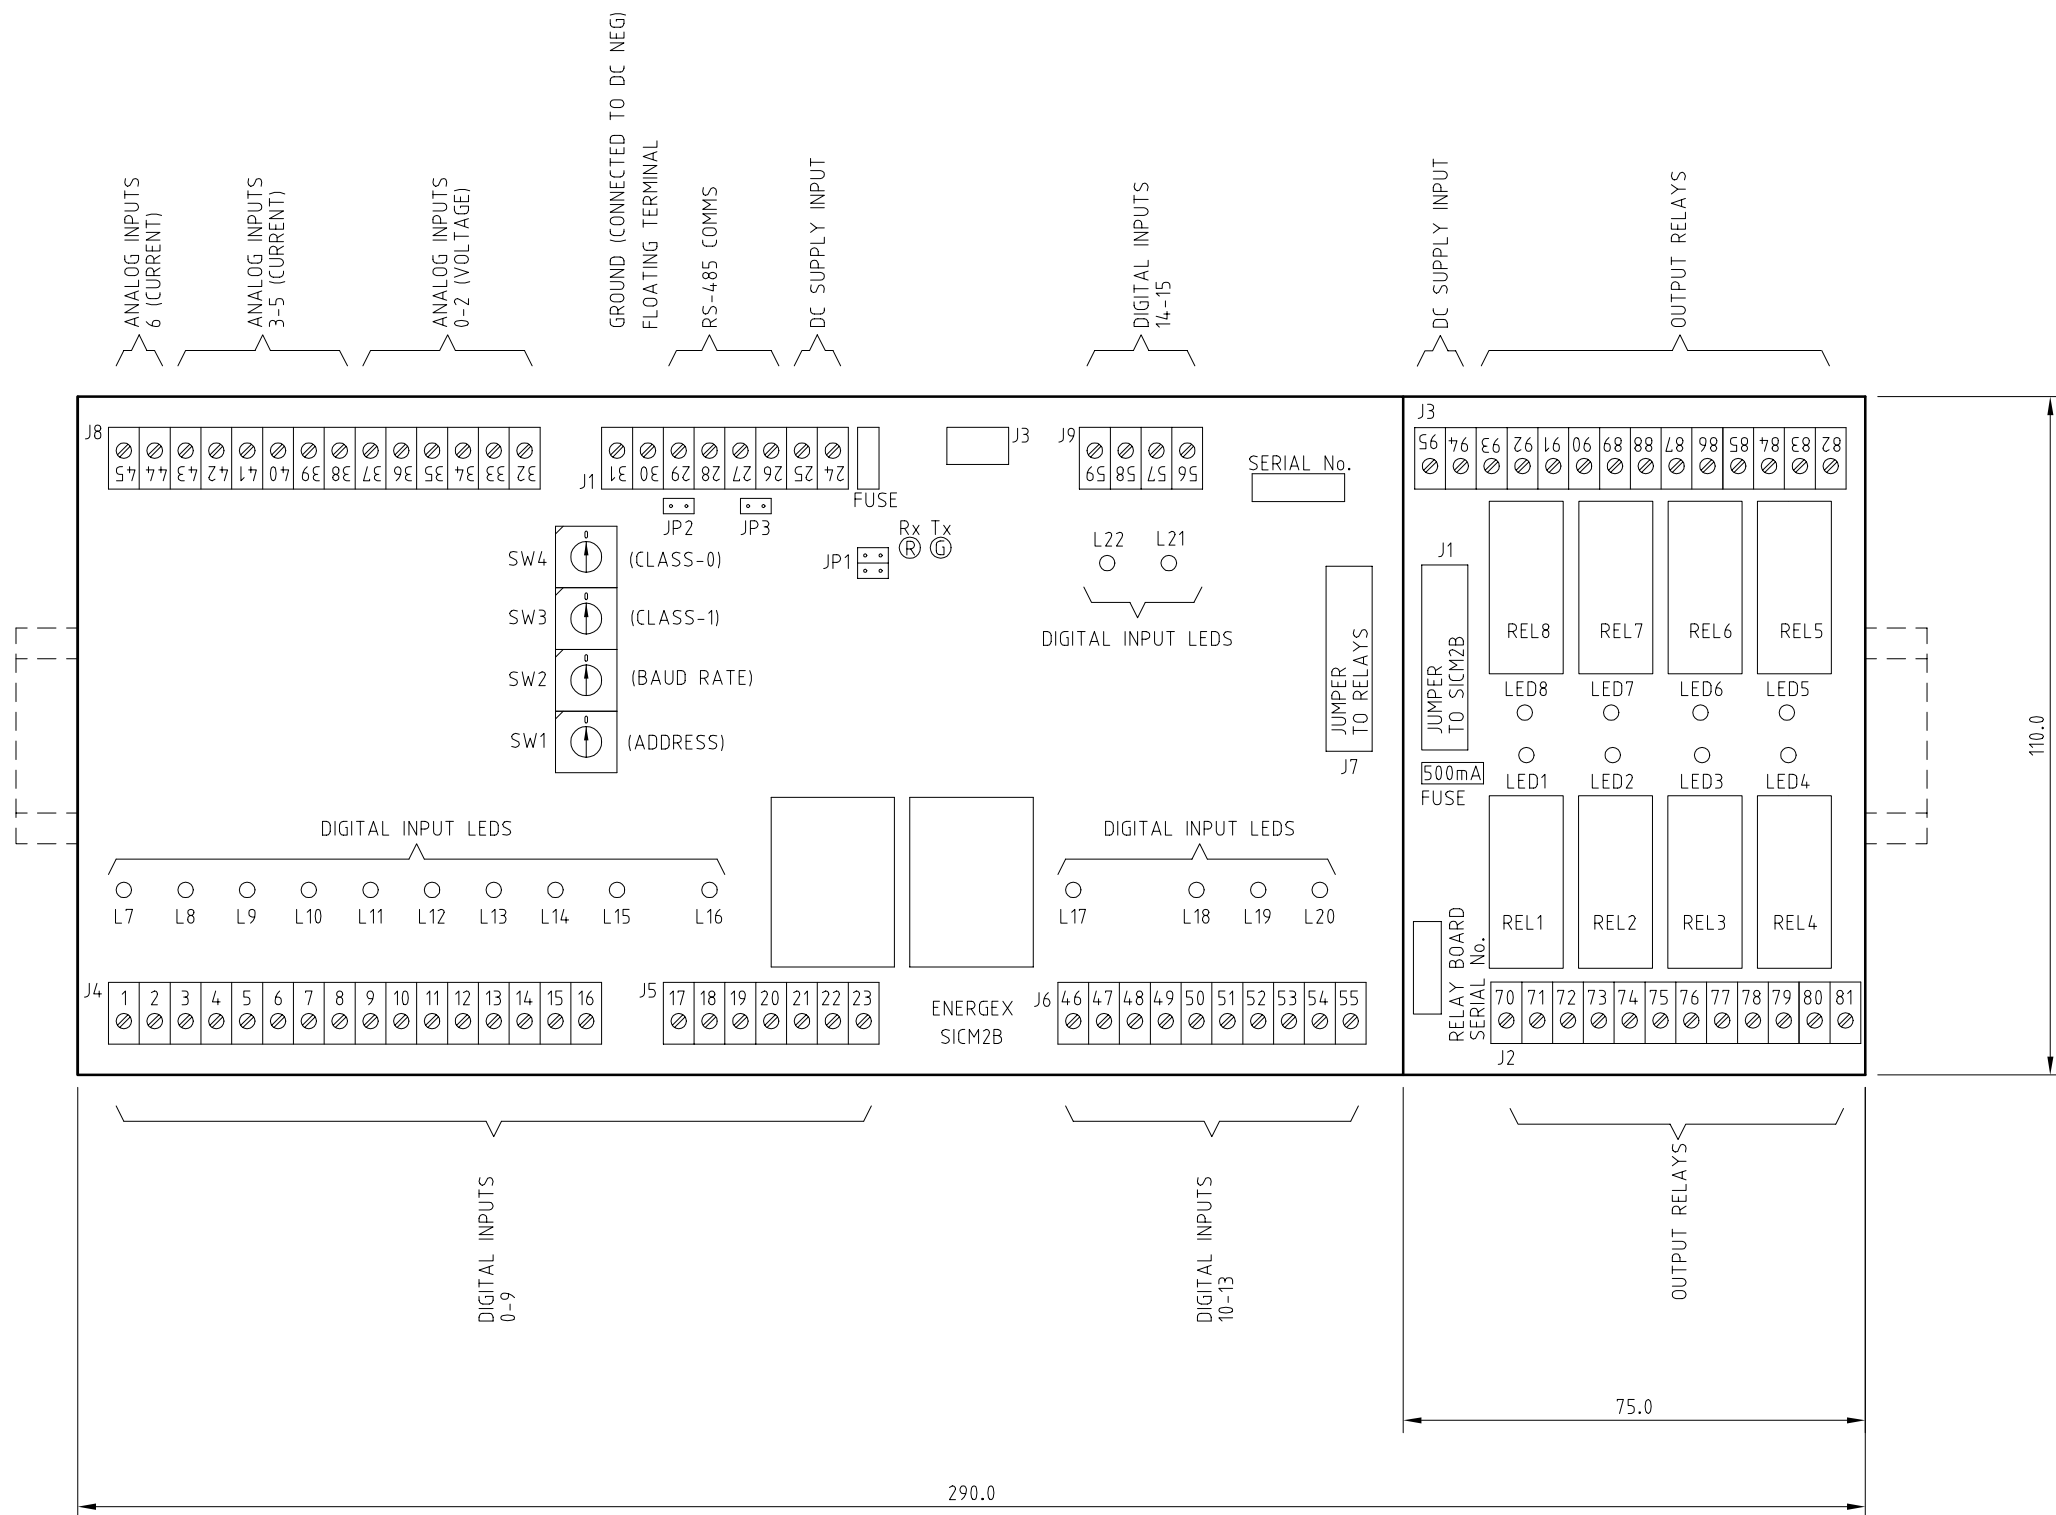 ANALOG INPUTS
6 (CURRENT)
ANALOG INPUTS
3-5 (CURRENT)
ANALOG INPUTS
0-2 (VOLTAGE)
GROUND (CONNECTED TO DC NEG)
FLOATING TERMINAL
RS-485 COMMS
DC SUPPLY INPUT
DIGITAL INPUTS
14-15
DC SUPPLY INPUT
OUTPUT RELAYS
J8
45 44 43 42 41 40 39 38 37 36 35 34 33 32
J1
31 30 29 28 27 26 25 24
FUSE
J3
J9
59 58 57 56
SERIAL No.
J3
95 94 93 92 91 90 89 88 87 86 85 84 83 82
JP2
JP3
JP1
Rx Tx
R G
L22 L21
DIGITAL INPUT LEDS
SW4 0 (CLASS-0)
SW3 0 (CLASS-1)
SW2 0 (BAUD RATE)
SW1 0 (ADDRESS)
JUMPER
TO RELAYS
J7
J1
JUMPER
TO SICM2B
500mA
FUSE
REL8 REL7 REL6 REL5
LED8 LED7 LED6 LED5
LED1 LED2 LED3 LED4
REL1 REL2 REL3 REL4
110.0
DIGITAL INPUT LEDS
L7 L8 L9 L10 L11 L12 L13 L14 L15 L16
DIGITAL INPUT LEDS
L17 L18 L19 L20
RELAY BOARD
SERIAL No.
J4
1 2 3 4 5 6 7 8 9 10 11 12 13 14 15 16
J5
17 18 19 20 21 22 23
ENERGEX
SICM2B
J6
46 47 48 49 50 51 52 53 54 55
70 71 72 73 74 75 76 77 78 79 80 81
J2
DIGITAL INPUTS
0-9
DIGITAL INPUTS
10-13
OUTPUT RELAYS
75.0
290.0